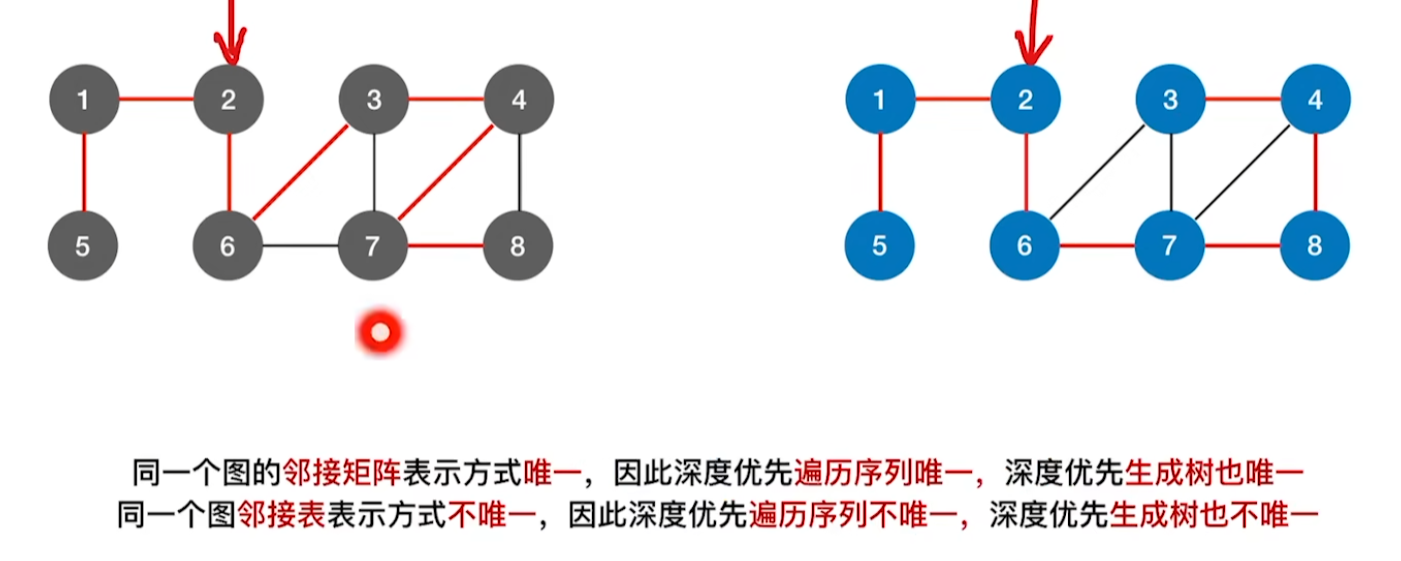 1 2 3 4 1 2 3 4
5 6 7 8 5 6 7 8
同一个图的邻接矩阵表示方式唯一，因此深度优先遍历序列唯一，深度优先生成树也唯一
同一个图邻接表表示方式不唯一，因此深度优先遍历序列不唯一，深度优先生成树也不唯一